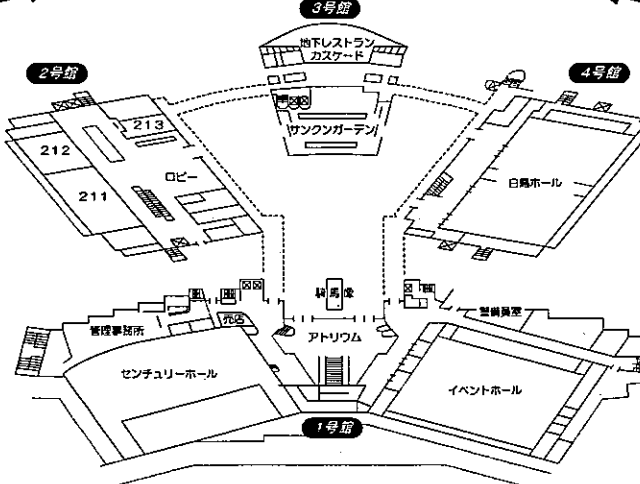 3号館
地下レストラン
カスケード
2号館
4号館
サンクンガーデン
213
212
211
ロビー
白鳥ホール
騎馬像
管理事務所
売店
アトリウム
警備員室
センチュリーホール
イベントホール
1号館